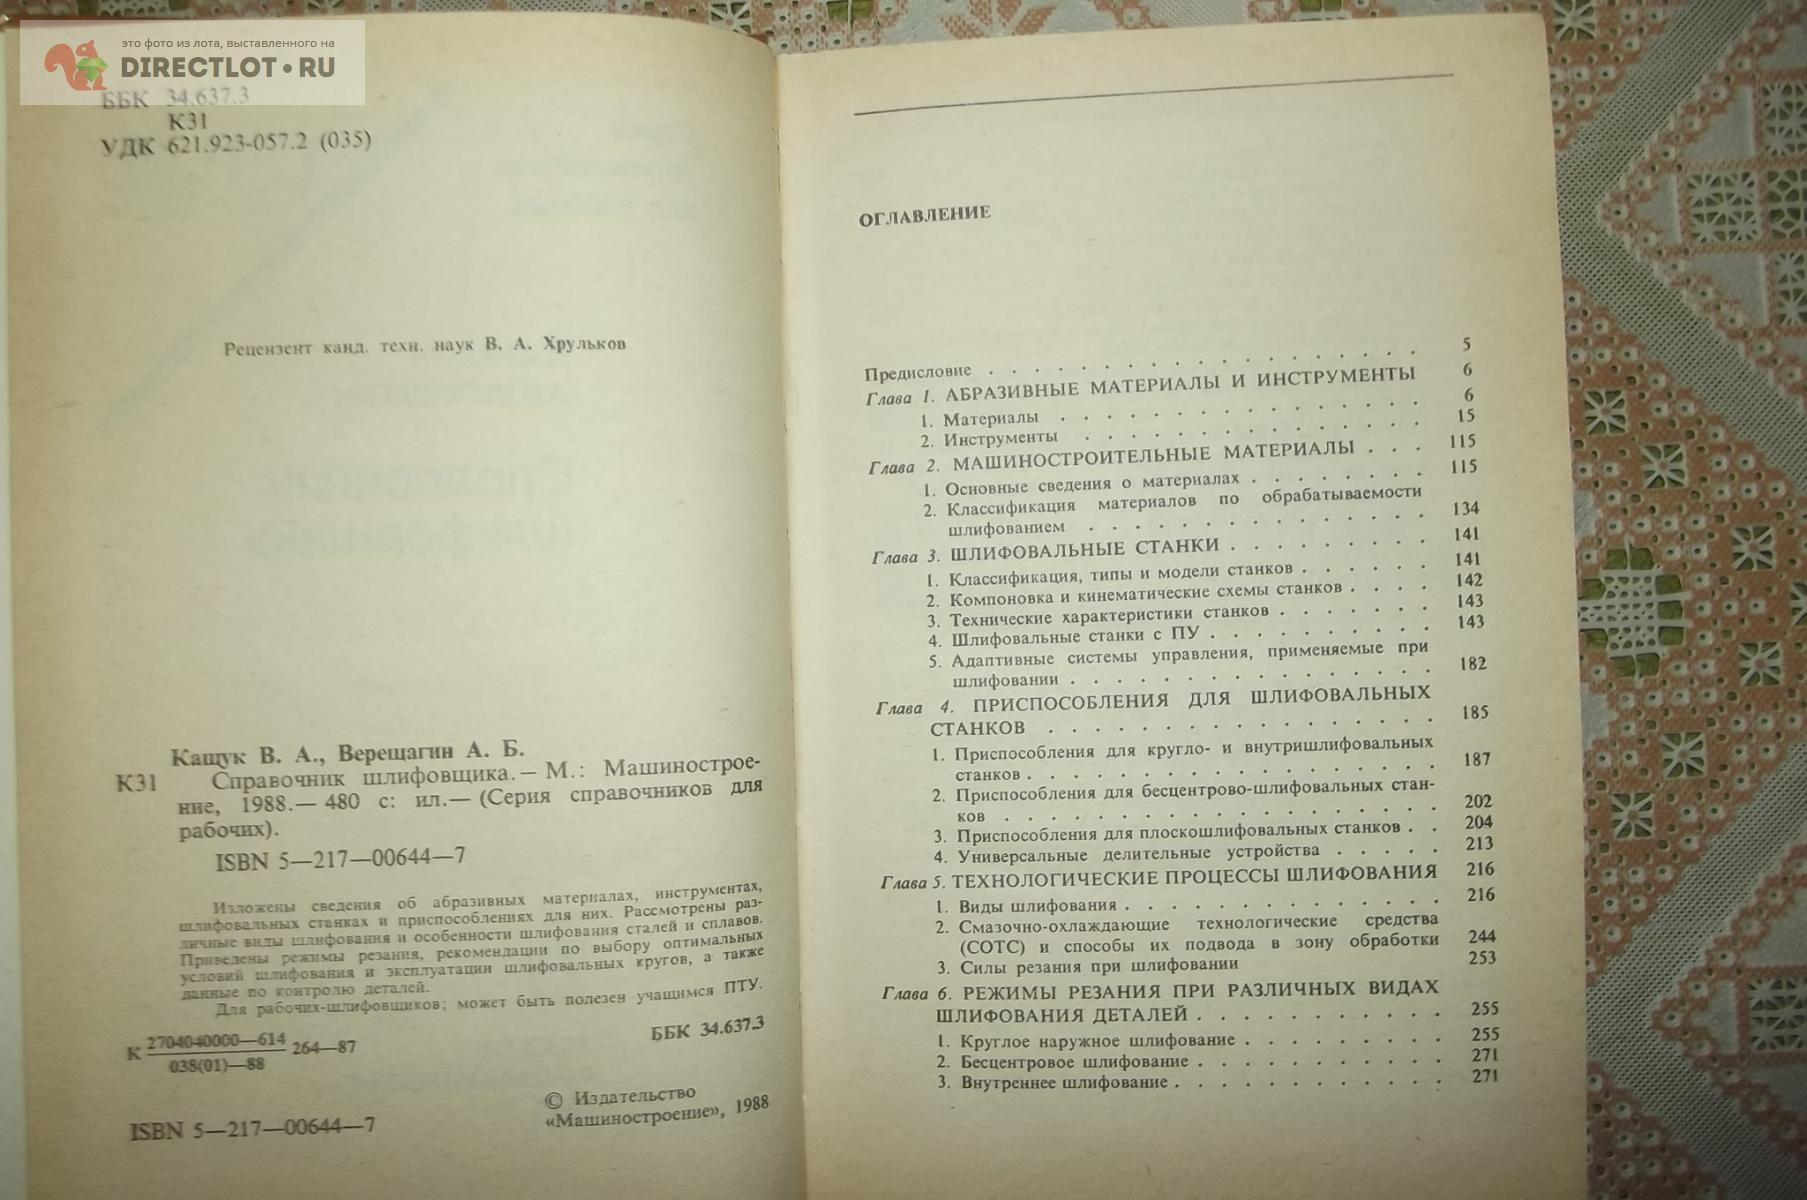 это фото из лота, выставленного на
DIRECTLOT•RU
ББК 34.637.3
К31
УДК 621.923-057.2 (035)
Рецензент канд. техн. наук В. А. Хрульков
Кащук В. А., Верещагин А. Б.
К31 Справочник шлифовщика.— М.: Машинострое-
ние, 1988.— 480 с: ил.— (Серия справочников для
рабочих).
ISBN 5—217—00644—7
Изложены сведения об абразивных материалах, инструментах,
шлифовальных станках и приспособлениях для них. Рассмотрены раз-
личные виды шлифования и особенности шлифования сталей и сплавов.
Приведены режимы резания, рекомендации по выбору оптимальных
условий шлифования и эксплуатации шлифовальных кругов, а также
данные по контролю деталей.
Для рабочих-шлифовщиков; может быть полезен учащимся ПТУ.
К 2704040000—614 264—87
038(01)—88
ББК 34.637.3
ISBN 5—217—00644—7
© Издательство
«Машиностроение», 1988
ОГЛАВЛЕНИЕ
Предисловие . . . . . . . . . . . . . . . 5
Глава 1. АБРАЗИВНЫЕ МАТЕРИАЛЫ И ИНСТРУМЕНТЫ 6
1. Материалы . . . . . . . . . . . . . 6
2. Инструменты . . . . . . . . . . . . 15
Глава 2. МАШИНОСТРОИТЕЛЬНЫЕ МАТЕРИАЛЫ . . . 115
1. Основные сведения о материалах . . . . . . . 115
2. Классификация материалов по обрабатываемости
шлифованием . . . . . . . . . . . . 134
Глава 3. ШЛИФОВАЛЬНЫЕ СТАНКИ . . . . . . . . 141
1. Классификация, типы и модели станков . . . . . . 141
2. Компоновка и кинематические схемы станков . . . . 142
3. Технические характеристики станков . . . . . . . 143
4. Шлифовальные станки с ПУ . . . . . . . . . 143
5. Адаптивные системы управления, применяемые при
шлифовании . . . . . . . . . . . . . 182
Глава 4. ПРИСПОСОБЛЕНИЯ ДЛЯ ШЛИФОВАЛЬНЫХ
СТАНКОВ . . . . . . . . . . . . . . 185
1. Приспособления для кругло- и внутришлифовальных
станков . . . . . . . . . . . . . . 187
2. Приспособления для бесцентрово-шлифовальных стан-
ков . . . . . . . . . . . . . . . 202
3. Приспособления для плоскошлифовальных станков . . 204
4. Универсальные делительные устройства . . . . . 213
Глава 5. ТЕХНОЛОГИЧЕСКИЕ ПРОЦЕССЫ ШЛИФОВАНИЯ 216
1. Виды шлифования . . . . . . . . . . . . 216
2. Смазочно-охлаждающие технологические средства
(СОТС) и способы их подвода в зону обработки 244
3. Силы резания при шлифовании 253
Глава 6. РЕЖИМЫ РЕЗАНИЯ ПРИ РАЗЛИЧНЫХ ВИДАХ
ШЛИФОВАНИЯ ДЕТАЛЕЙ . . . . . . . . . . 255
1. Круглое наружное шлифование . . . . . . . . 255
2. Бесцентровое шлифование . . . . . . . . . . 271
3. Внутреннее шлифование . . . . . . . . . . . 271